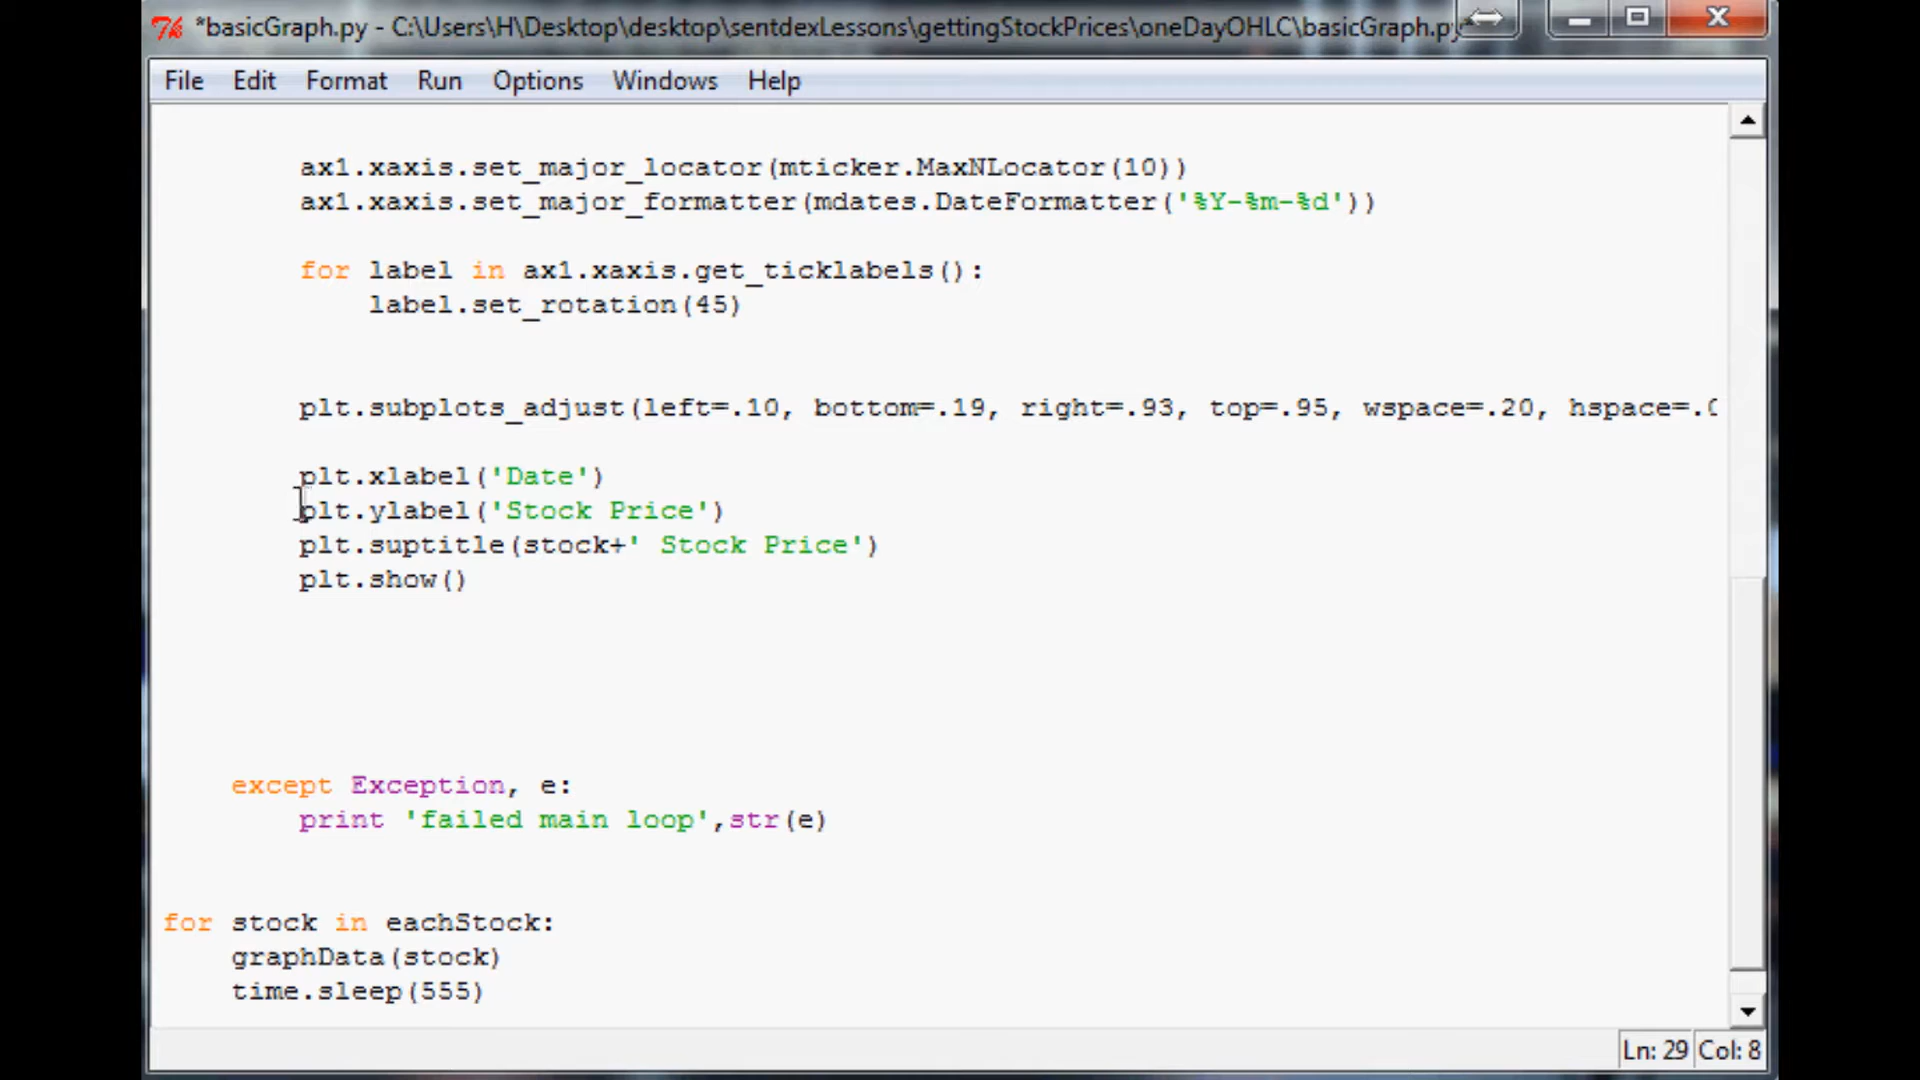 *basicGraph.py - C:\Users\H\Desktop\desktop\sentdexLessons\gettingStockPrices\oneDayOHLC\basicGraph.py*
File Edit Format Run Options Windows Help
ax1.xaxis.set_major_locator(mticker.MaxNLocator(10))
ax1.xaxis.set_major_formatter(mdates.DateFormatter('%Y-%m-%d'))
for label in ax1.xaxis.get_ticklabels():
label.set_rotation(45)
plt.subplots_adjust(left=.10, bottom=.19, right=.93, top=.95, wspace=.20, hspace=.0
plt.xlabel('Date')
plt.ylabel('Stock Price')
plt.suptitle(stock+' Stock Price')
plt.show()
except Exception, e:
print 'failed main loop',str(e)
for stock in eachStock:
graphData(stock)
time.sleep(555)
Ln: 29 Col: 8